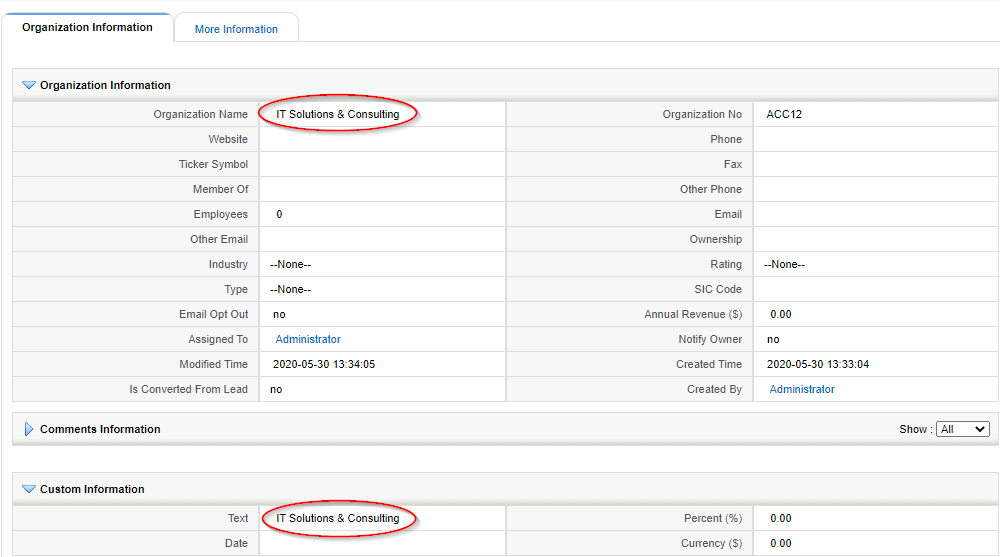 Organization Information More Information
Organization Information
Organization Name IT Solutions & Consulting Organization No ACC12
Website Phone
Ticker Symbol Fax
Member Of Other Phone
Employees 0 Email
Other Email Ownership
Industry --None-- Rating --None--
Type --None-- SIC Code
Email Opt Out no Annual Revenue ($) 0.00
Assigned To Administrator Notify Owner no
Modified Time 2020-05-30 13:34:05 Created Time 2020-05-30 13:33:04
Is Converted From Lead no Created By Administrator
Comments Information Show : All
Custom Information
Text IT Solutions & Consulting Percent (%) 0.00
Date Currency ($) 0.00